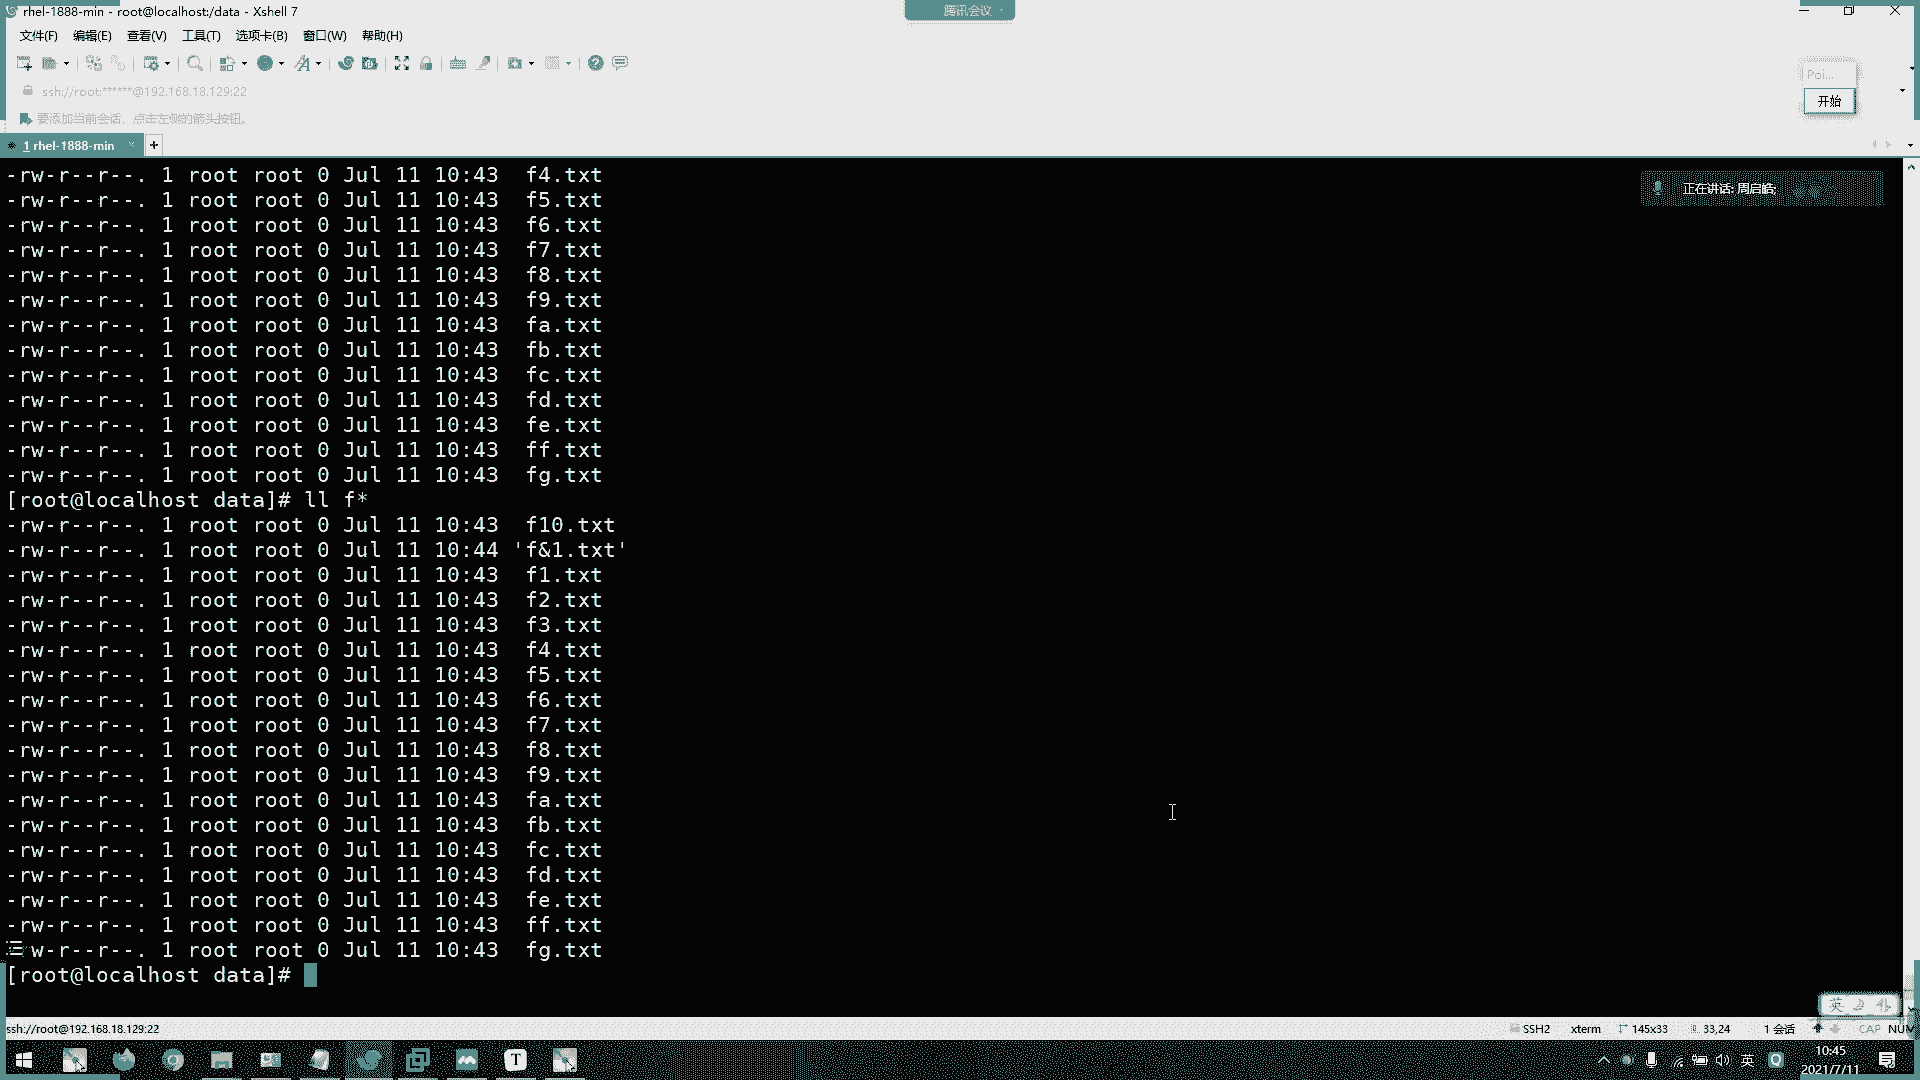 rhel-1888-min - root@localhost:/data - Xshell 7
腾讯会议
文件(F) 编辑(E) 查看(V) 工具(T) 选项卡(B) 窗口(W) 帮助(H)
Poi...
ssh://root:******@192.168.18.129:22
开始
要添加当前会话，点击左侧的箭头按钮。
1 rhel-1888-min × +
正在讲话: 周启皓;
-rw-r--r--. 1 root root 0 Jul 11 10:43  f4.txt
-rw-r--r--. 1 root root 0 Jul 11 10:43  f5.txt
-rw-r--r--. 1 root root 0 Jul 11 10:43  f6.txt
-rw-r--r--. 1 root root 0 Jul 11 10:43  f7.txt
-rw-r--r--. 1 root root 0 Jul 11 10:43  f8.txt
-rw-r--r--. 1 root root 0 Jul 11 10:43  f9.txt
-rw-r--r--. 1 root root 0 Jul 11 10:43  fa.txt
-rw-r--r--. 1 root root 0 Jul 11 10:43  fb.txt
-rw-r--r--. 1 root root 0 Jul 11 10:43  fc.txt
-rw-r--r--. 1 root root 0 Jul 11 10:43  fd.txt
-rw-r--r--. 1 root root 0 Jul 11 10:43  fe.txt
-rw-r--r--. 1 root root 0 Jul 11 10:43  ff.txt
-rw-r--r--. 1 root root 0 Jul 11 10:43  fg.txt
[root@localhost data]# ll f*
-rw-r--r--. 1 root root 0 Jul 11 10:43  f10.txt
-rw-r--r--. 1 root root 0 Jul 11 10:44 'f&1.txt'
-rw-r--r--. 1 root root 0 Jul 11 10:43  f1.txt
-rw-r--r--. 1 root root 0 Jul 11 10:43  f2.txt
-rw-r--r--. 1 root root 0 Jul 11 10:43  f3.txt
-rw-r--r--. 1 root root 0 Jul 11 10:43  f4.txt
-rw-r--r--. 1 root root 0 Jul 11 10:43  f5.txt
-rw-r--r--. 1 root root 0 Jul 11 10:43  f6.txt
-rw-r--r--. 1 root root 0 Jul 11 10:43  f7.txt
-rw-r--r--. 1 root root 0 Jul 11 10:43  f8.txt
-rw-r--r--. 1 root root 0 Jul 11 10:43  f9.txt
-rw-r--r--. 1 root root 0 Jul 11 10:43  fa.txt
-rw-r--r--. 1 root root 0 Jul 11 10:43  fb.txt
-rw-r--r--. 1 root root 0 Jul 11 10:43  fc.txt
-rw-r--r--. 1 root root 0 Jul 11 10:43  fd.txt
-rw-r--r--. 1 root root 0 Jul 11 10:43  fe.txt
-rw-r--r--. 1 root root 0 Jul 11 10:43  ff.txt
w-r--r--. 1 root root 0 Jul 11 10:43  fg.txt
[root@localhost data]#
英
ssh://root@192.168.18.129:22 SSH2 xterm 145x33 33,24 1 会话 CAP NUM
T 英 10:45
2021/7/11